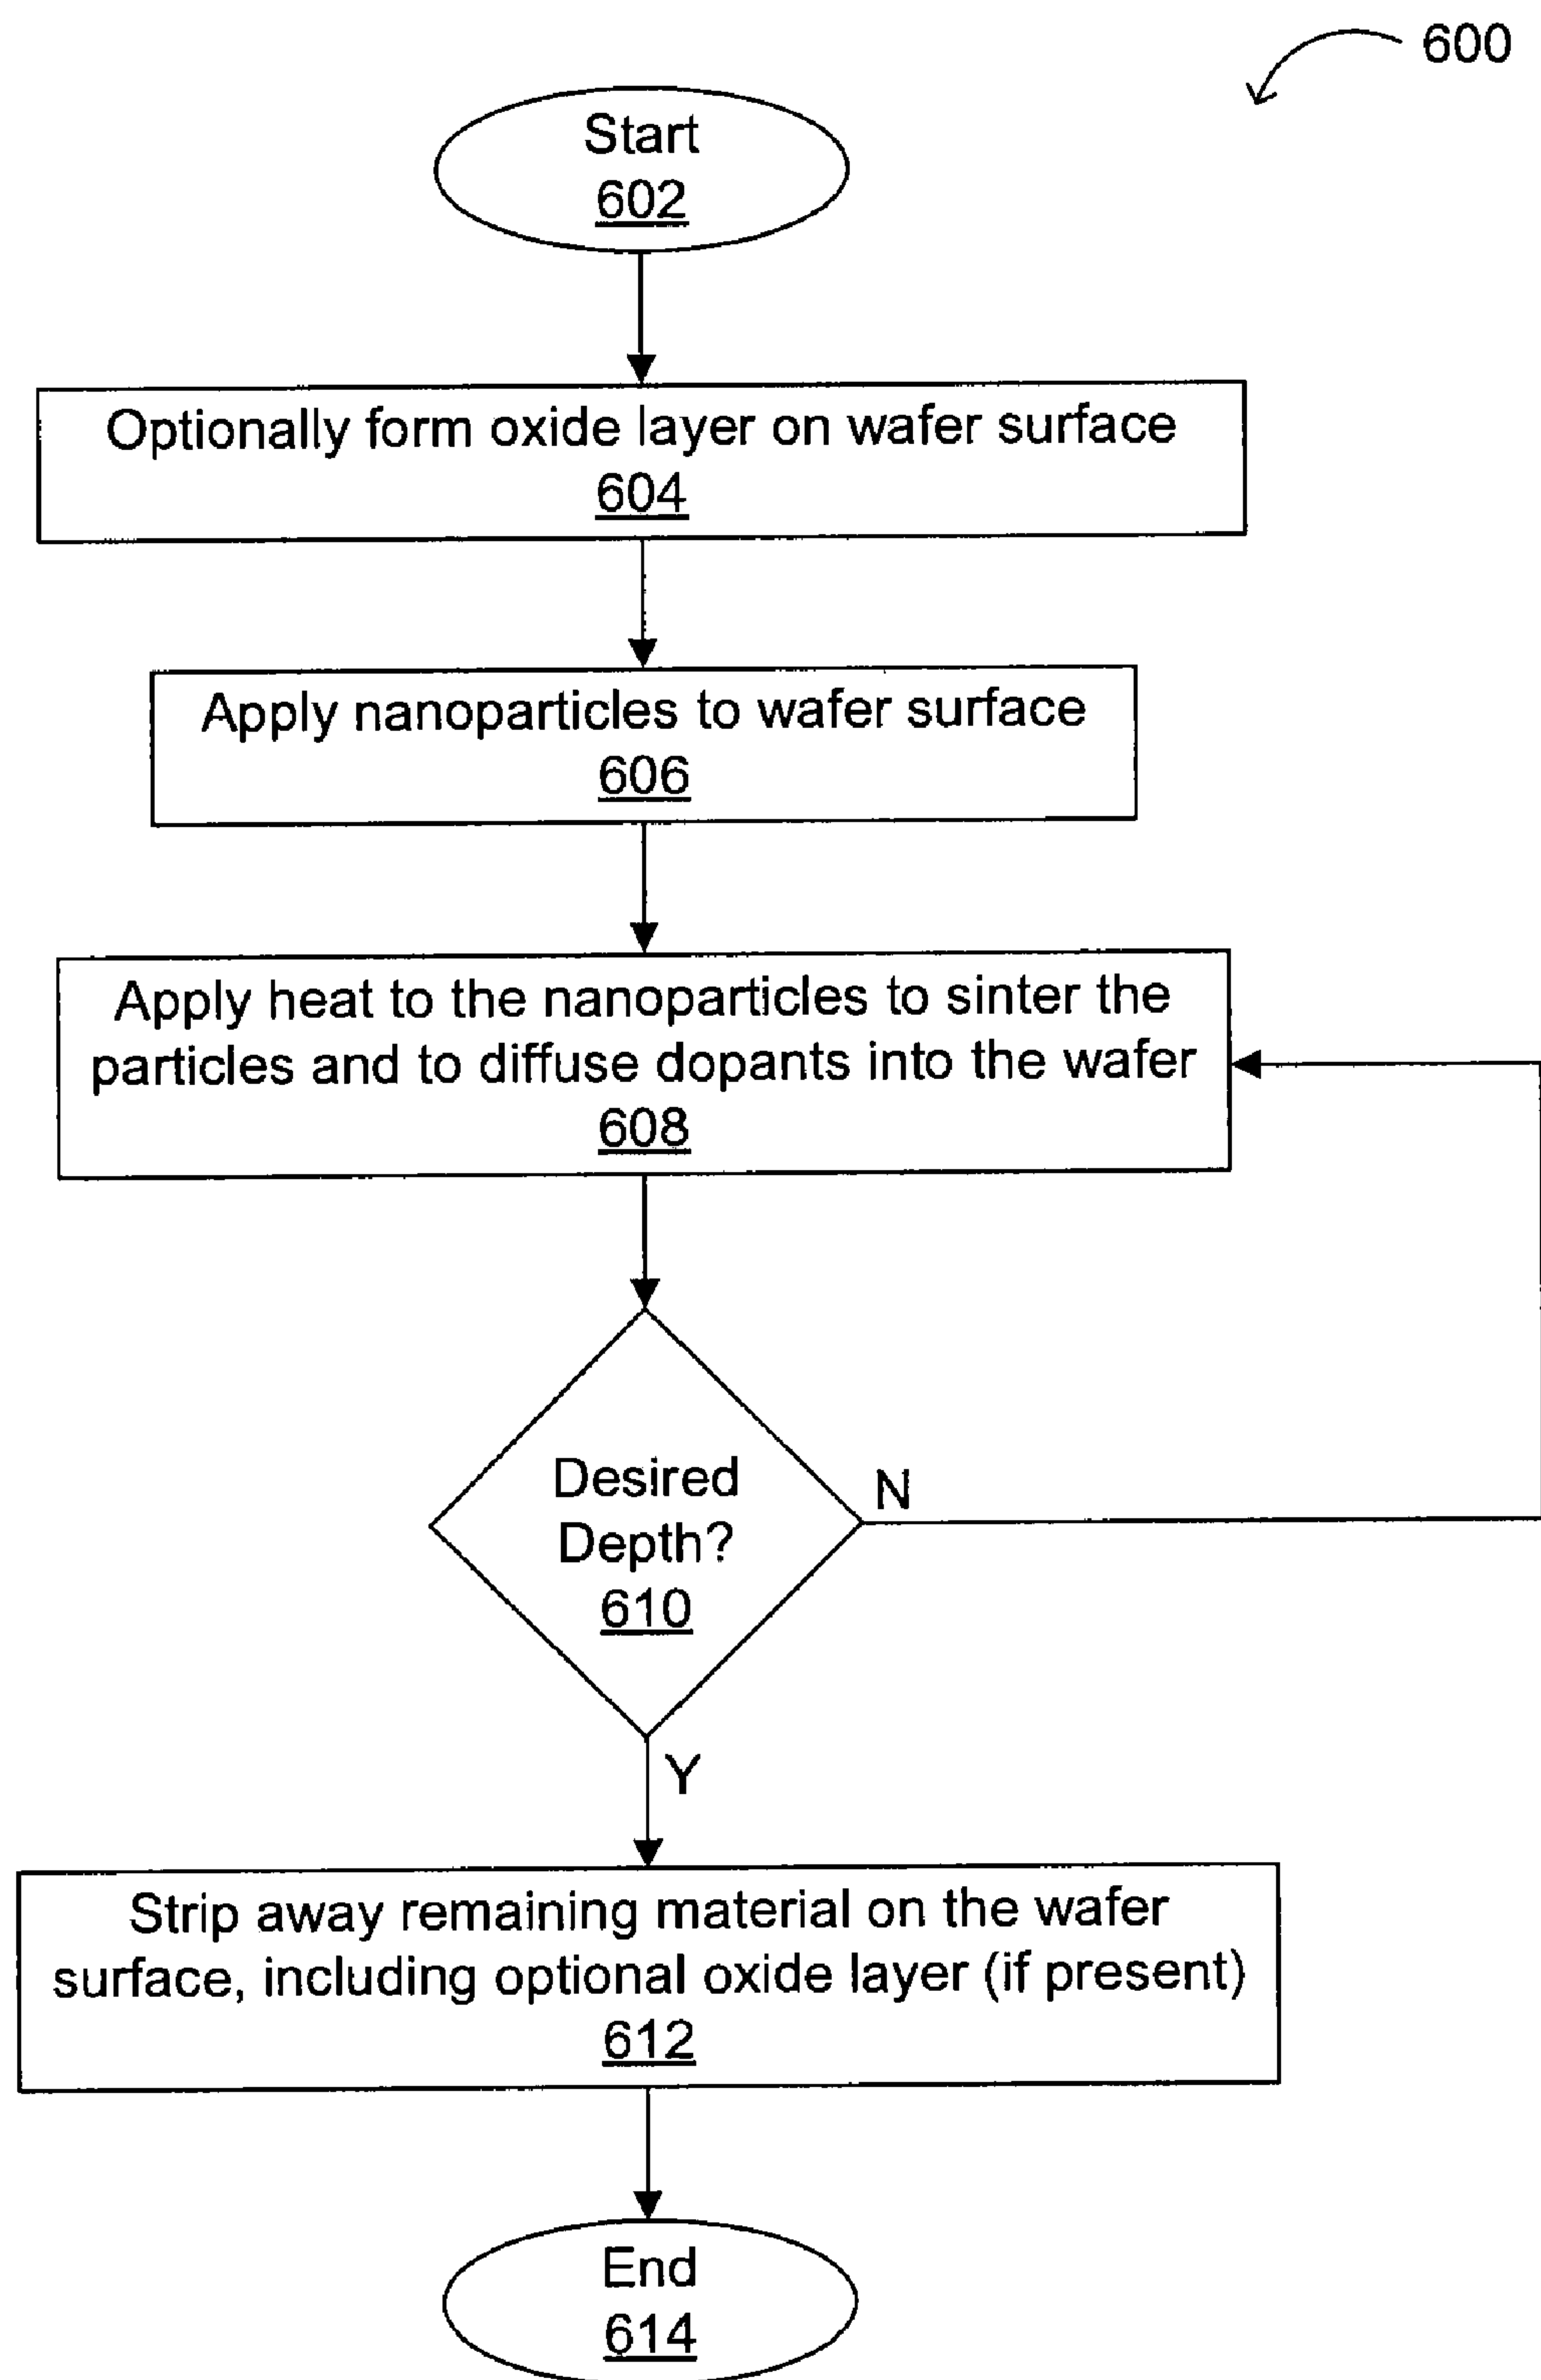 600
Start
602
Optionally form oxide layer on wafer surface
604
Apply nanoparticles to wafer surface
606
Apply heat to the nanoparticles to sinter the
particles and to diffuse dopants into the wafer
608
Desired
Depth?
610
N
Y
Strip away remaining material on the wafer
surface, including optional oxide layer (if present)
612
End
614